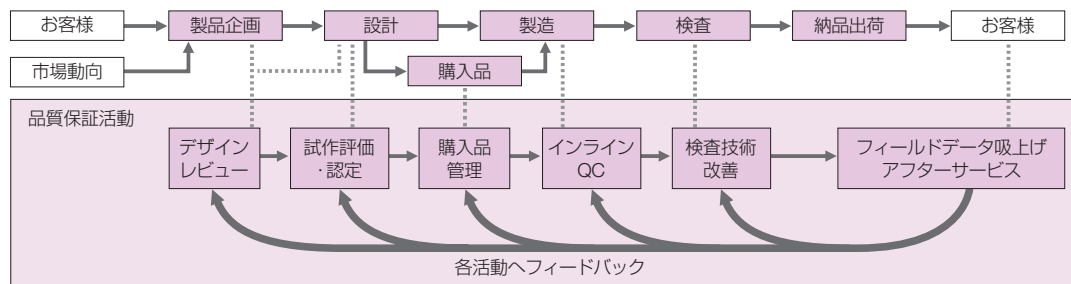 お客様
製品企画
設計
製造
検査
納品出荷
お客様
市場動向
購入品
品質保証活動
デザイン
レビュー
試作評価
・認定
購入品
管理
インライン
QC
検査技術
改善
フィールドデータ吸上げ
アフターサービス
各活動へフィードバック